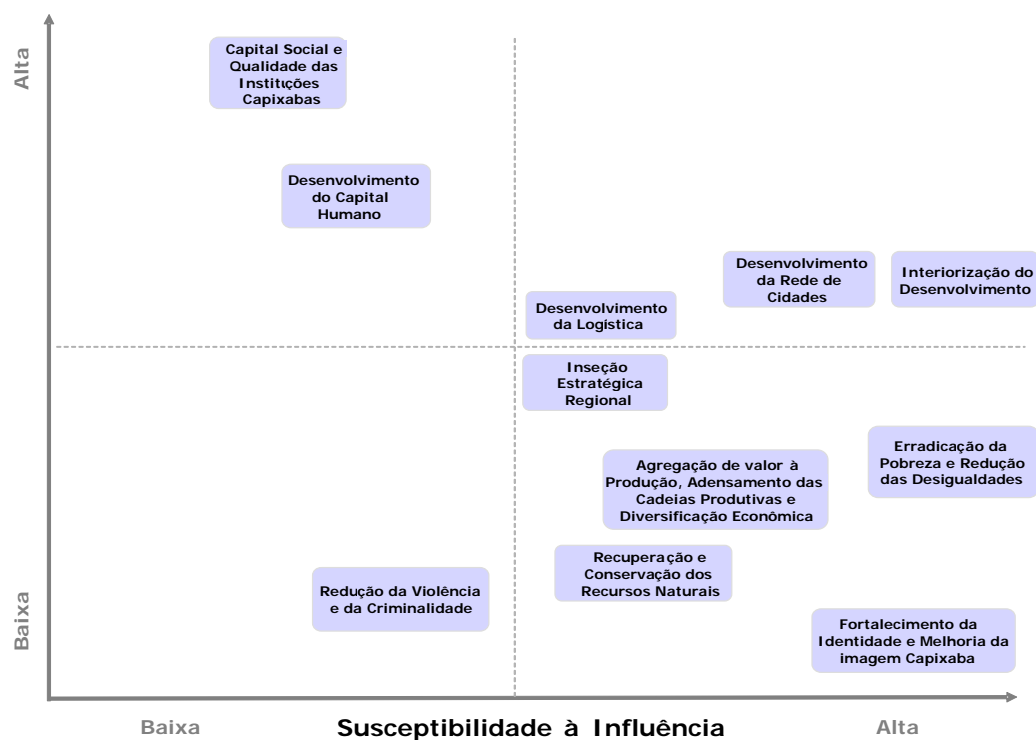 Alta
Capital Social e
Qualidade das
Instituções
Capixabas
Desenvolvimento
do Capital
Humano
Desenvolvimento
da Rede de
Cidades
Interiorização do
Desenvolvimento
Desenvolvimento
da Logística
Inseção
Estratégica
Regional
Erradicação da
Pobreza e Redução
das Desigualdades
Agregação de valor à
Produção, Adensamento das
Cadeias Produtivas e
Diversificação Econômica
Recuperação e
Conservação dos
Recursos Naturais
Redução da Violência
e da Criminalidade
Fortalecimento da
Identidade e Melhoria da
imagem Capixaba
Baixa
Baixa
Susceptibilidade à Influência
Alta